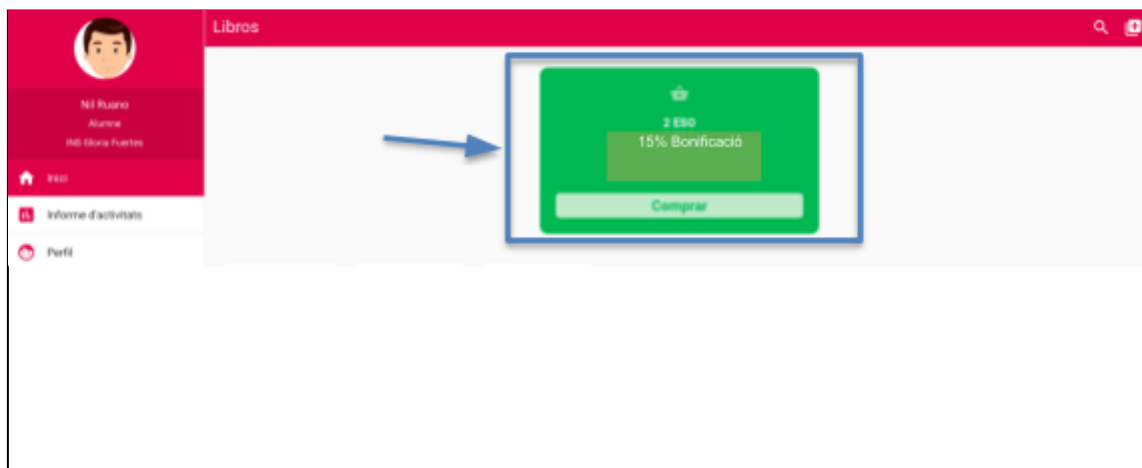 Libros
Nil Ruano
Alumne
INS Gloria Fuertes
Inici
Informe d'activitats
Perfil
2 ESO
15% Bonificació
Comprar